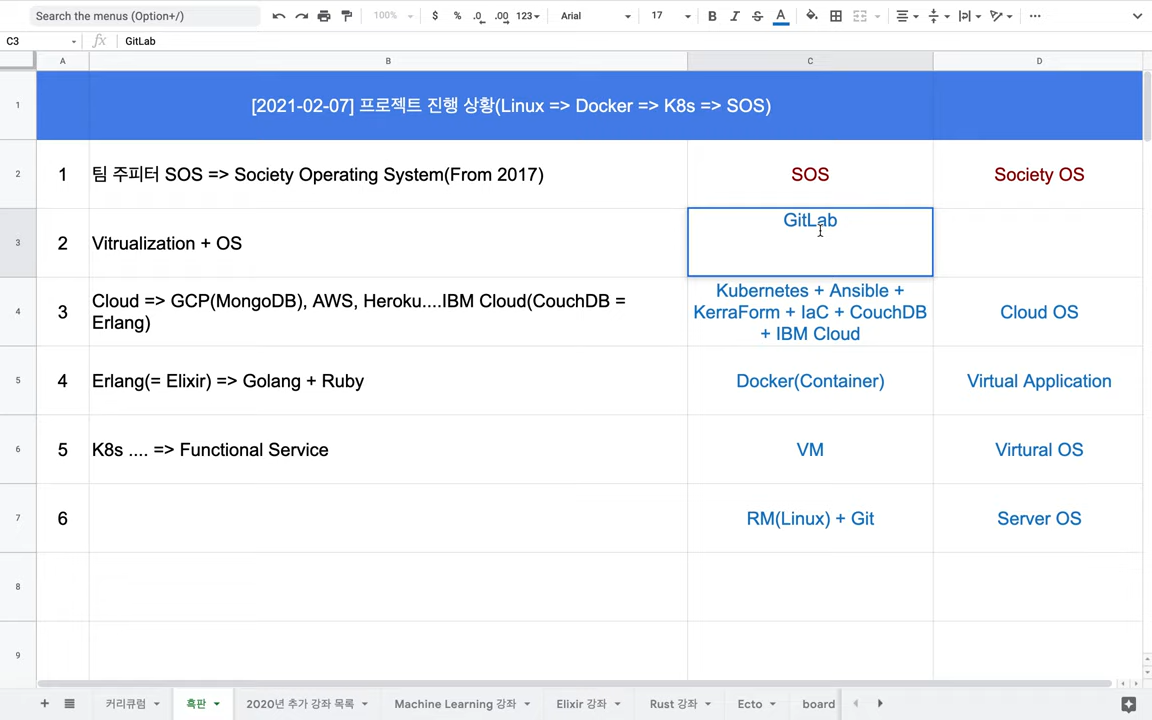 Search the menus (Option+/)
100%
$ % .0 .00 123
Arial
17
B I S A
C3
fx GitLab
A B C D
1
[2021-02-07] 프로젝트 진행 상황(Linux => Docker => K8s => SOS)
2
1 팀 주피터 SOS => Society Operating System(From 2017) SOS Society OS
3
2 Vitrualization + OS GitLab
4
3 Cloud => GCP(MongoDB), AWS, Heroku....IBM Cloud(CouchDB =
Erlang)
Kubernetes + Ansible +
KerraForm + IaC + CouchDB
+ IBM Cloud
Cloud OS
5
4 Erlang(= Elixir) => Golang + Ruby Docker(Container) Virtual Application
6
5 K8s .... => Functional Service VM Virtural OS
7
6 RM(Linux) + Git Server OS
8
9
커리큐럼 흑판 2020년 추가 강좌 목록 Machine Learning 강좌 Elixir 강좌 Rust 강좌 Ecto board